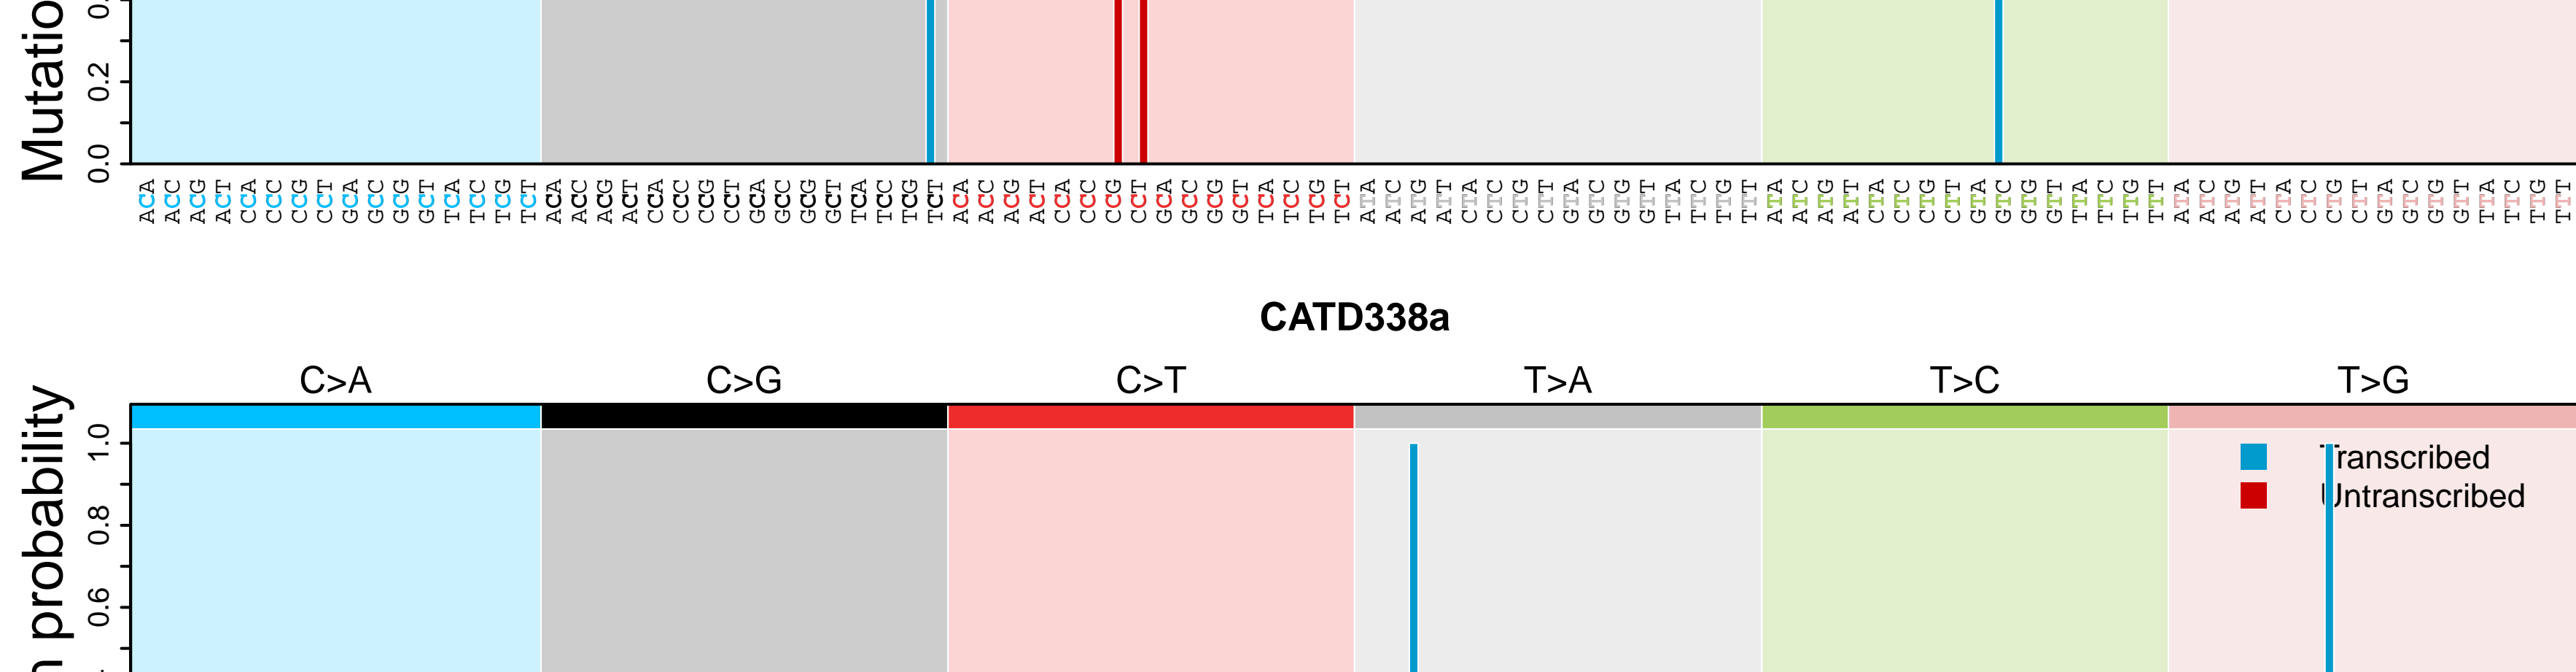 Mutatio
0.2
0.0
ACA ACC ACG ACT CCA CCC CCG CCT GCA GCC GCG GCT TCA TCC TCG TCT ACA ACC ACG ACT CCA CCC CCG CCT GCA GCC GCG GCT TCA TCC TCG TCT ACA ACC ACG ACT CCA CCC CCG CCT GCA GCC GCG GCT TCA TCC TCG TCT ATA ATC ATG ATT CTA CTC CTG CTT GTA GTC GTG GTT TTA TTC TTG TTT ATA ATC ATG ATT CTA CTC CTG CTT GTA GTC GTG GTT TTA TTC TTG TTT ATA ATC ATG ATT CTA CTC CTG CTT GTA GTC GTG GTT TTA TTC TTG TTT
CATD338a
C>A C>G C>T T>A T>C T>G
n probability
1.0
0.8
0.6
Transcribed
Untranscribed